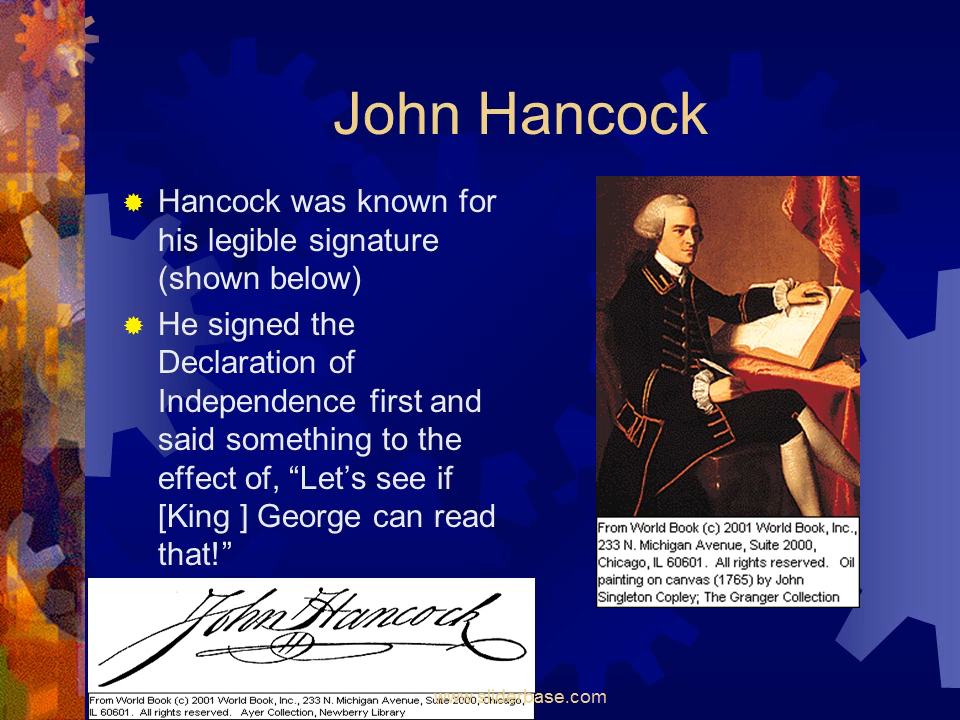 John Hancock
Hancock was known for
his legible signature
(shown below)
He signed the
Declaration of
Independence first and
said something to the
effect of, “Let’s see if
[King ] George can read
that!”
From World Book (c) 2001 World Book, Inc.,
233 N. Michigan Avenue, Suite 2000,
Chicago, IL 60601. All rights reserved. Oil
painting on canvas (1765) by John
Singleton Copley; The Granger Collection
John Hancock
From World Book (c) 2001 World Book, Inc., 233 N. Michigan Avenue, Suite 2000, Chicago,
IL 60601. All rights reserved. Ayer Collection, Newberry Library
www.sliderbase.com